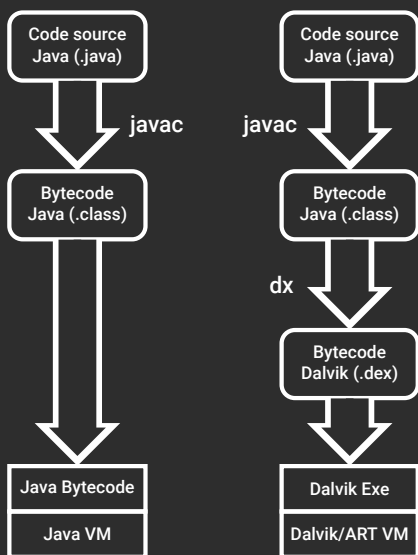 Code source
Java (.java)
javac
Bytecode
Java (.class)
Java Bytecode
Java VM
Code source
Java (.java)
javac
Bytecode
Java (.class)
dx
Bytecode
Dalvik (.dex)
Dalvik Exe
Dalvik/ART VM